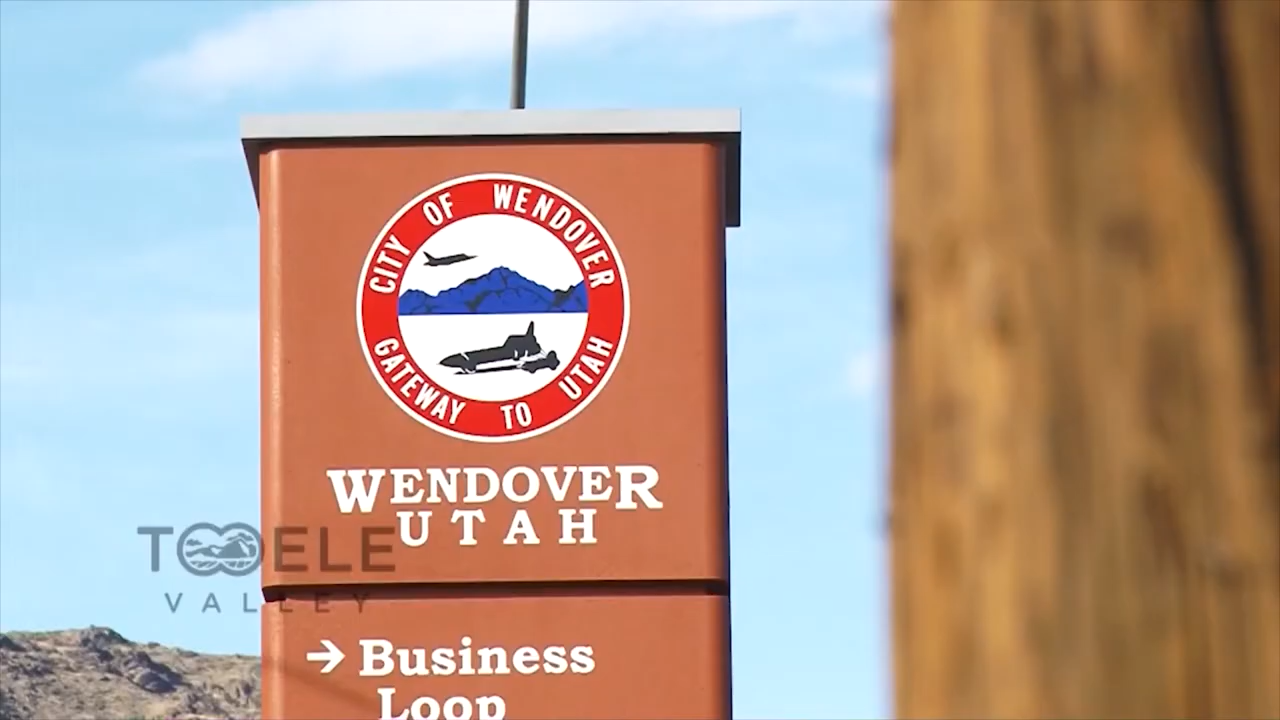 CITY OF WENDOVER
GATEWAY TO UTAH
WENDOVER
UTAH
TOOELE
VALLEY
→ Business
Loop